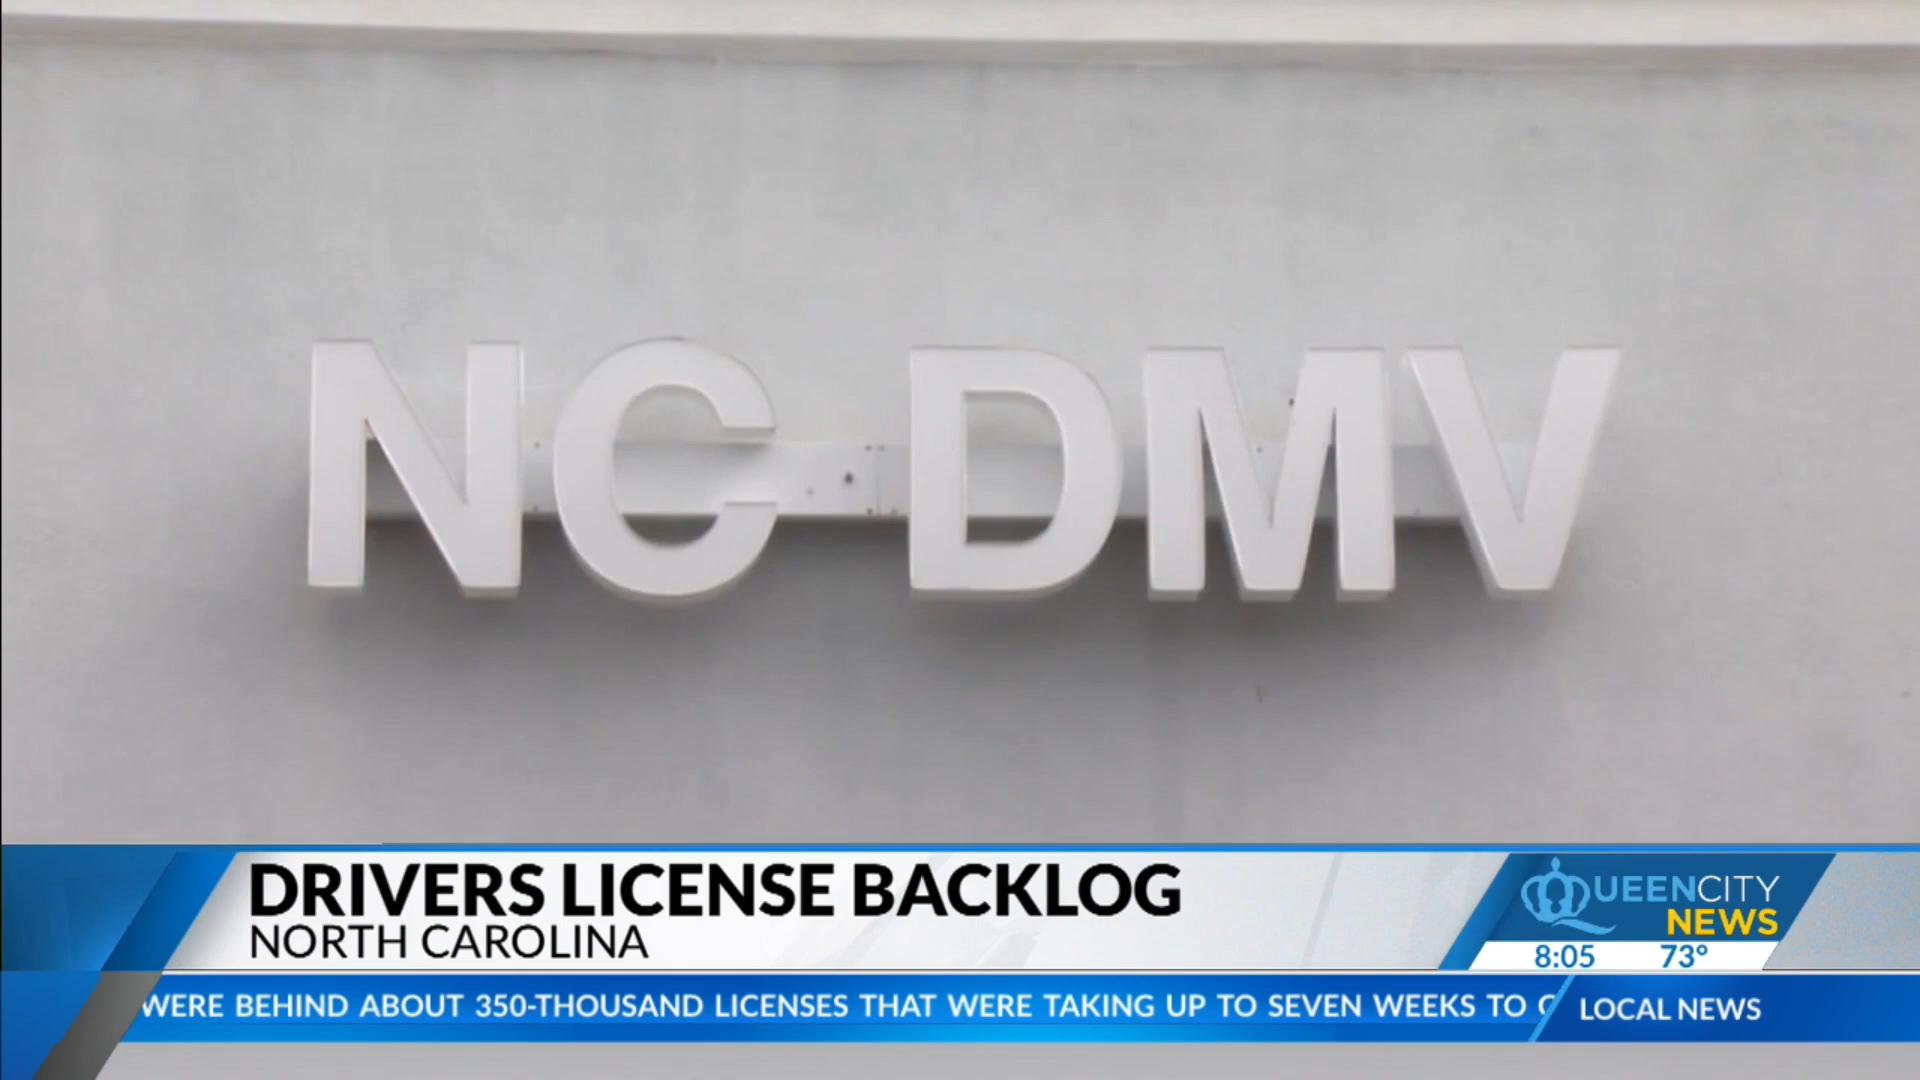 NC DMV
DRIVERS LICENSE BACKLOG
NORTH CAROLINA
QUEENCITY
NEWS
8:05 73°
WERE BEHIND ABOUT 350-THOUSAND LICENSES THAT WERE TAKING UP TO SEVEN WEEKS TO
LOCAL NEWS